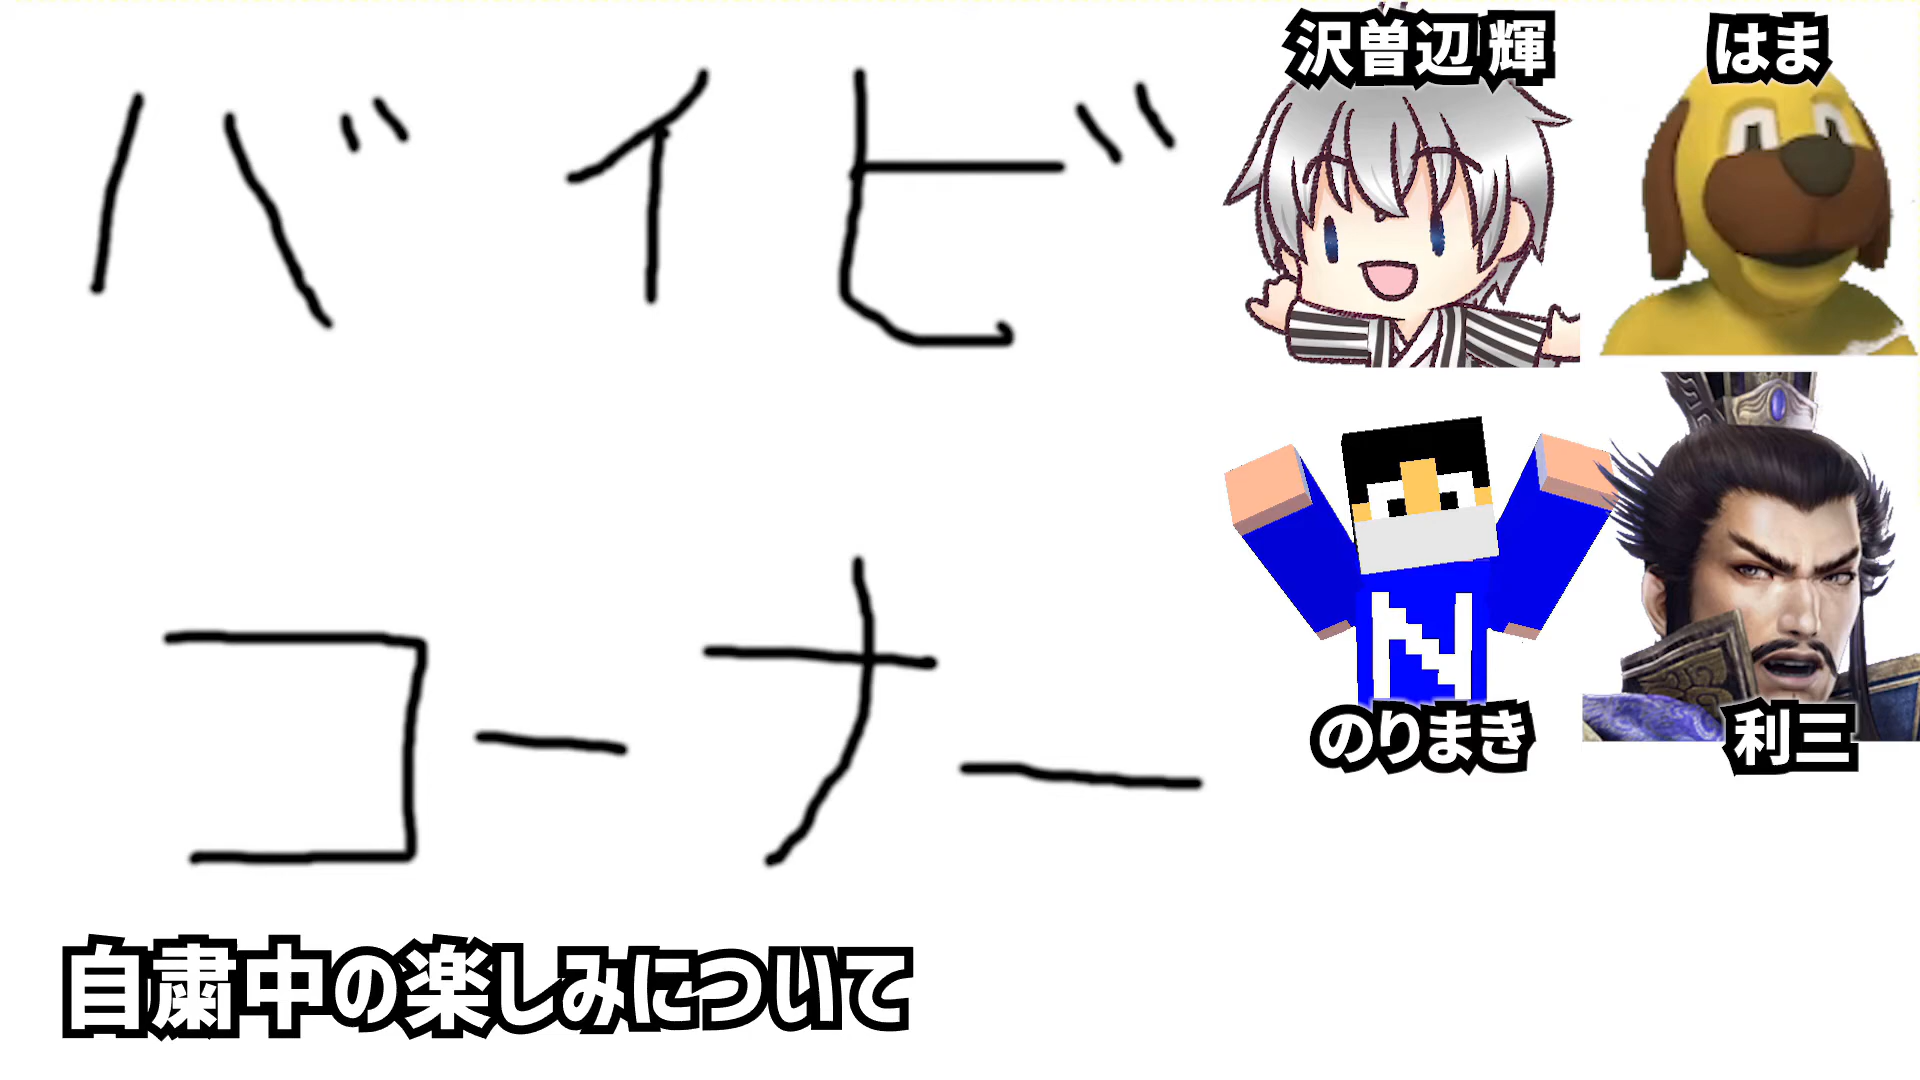 バイビ
コーナー
沢曽辺 輝
はま
のりまき
N
利三
自粛中の楽しみについて